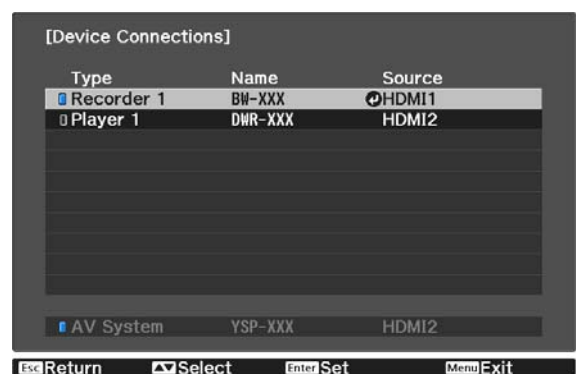 [Device Connections]
Type Name Source
Recorder 1 BW-XXX HDMI1
Player 1 DWR-XXX HDMI2
AV System YSP-XXX HDMI2
Esc Return Select Enter Set Menu Exit